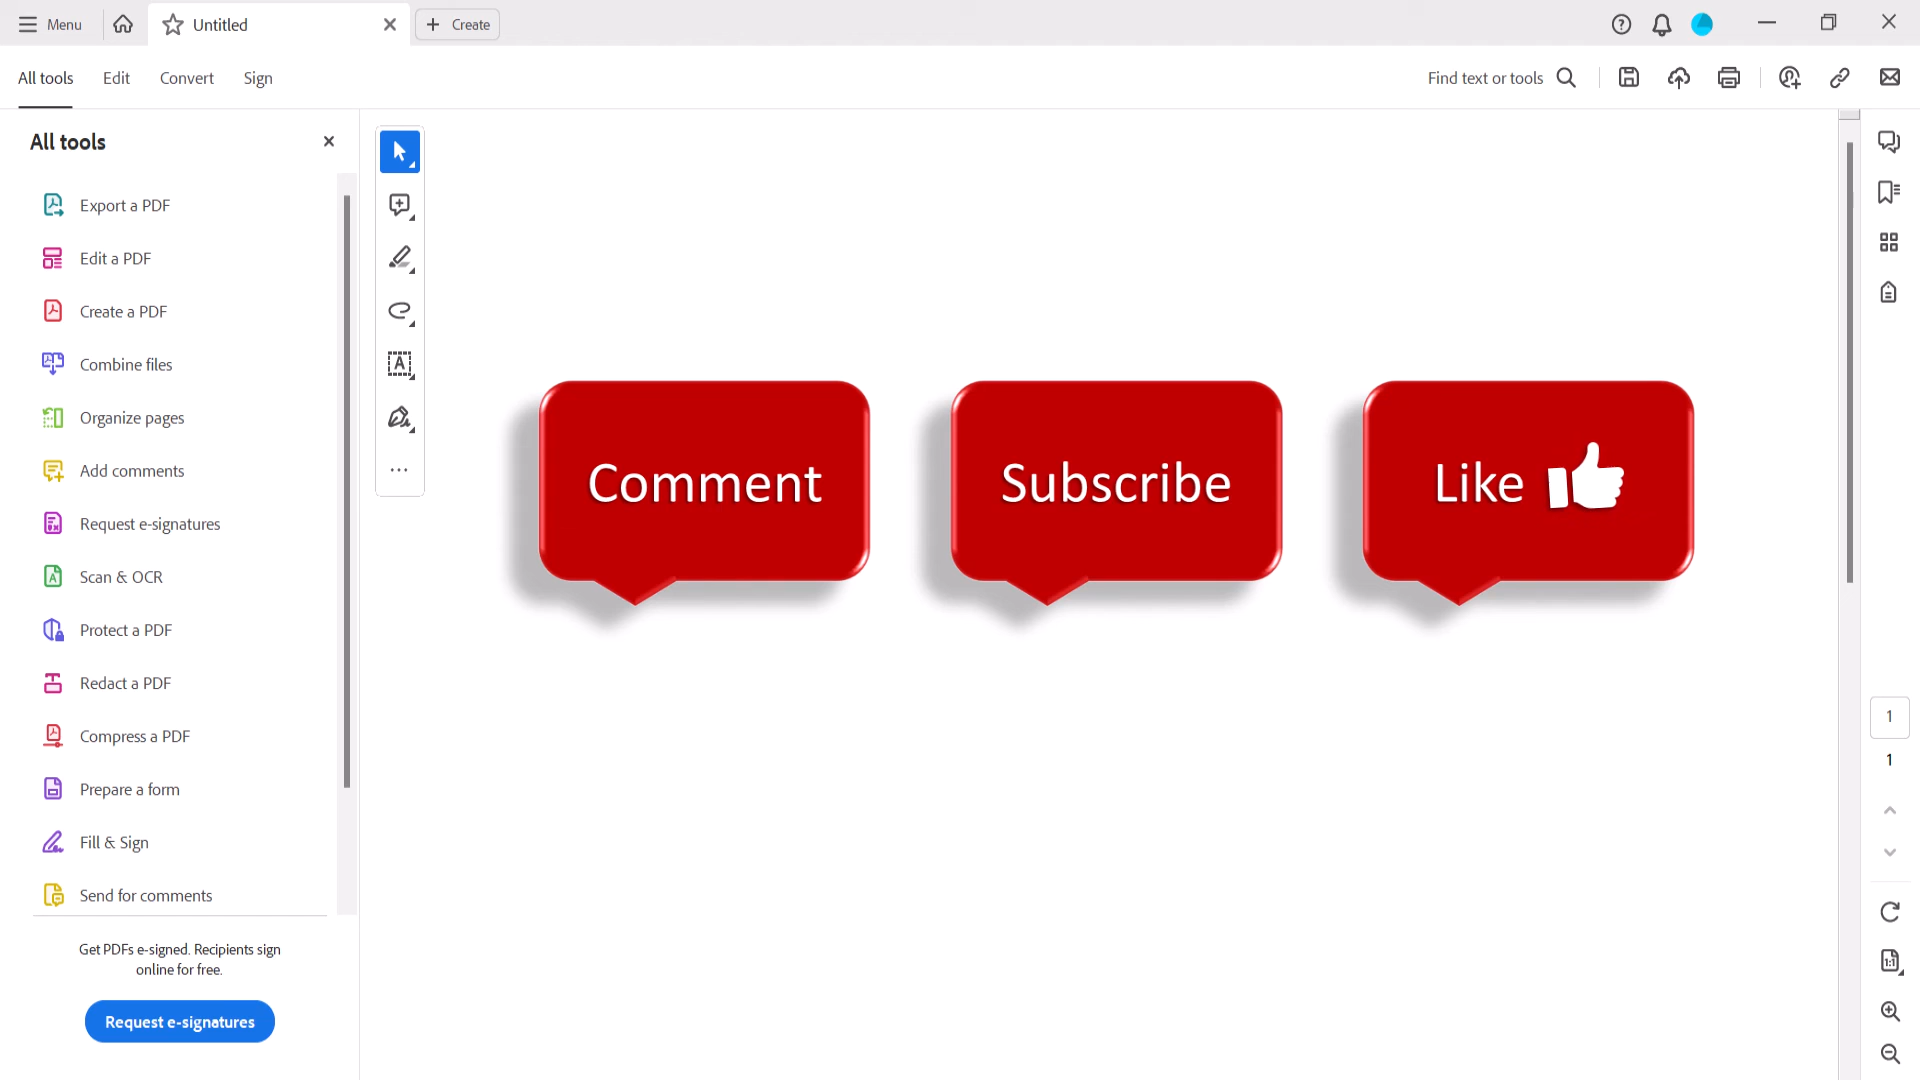 Menu
Untitled
Create
All tools
Edit
Convert
Sign
Find text or tools
All tools
Export a PDF
Edit a PDF
Create a PDF
Combine files
Organize pages
Add comments
Request e-signatures
Scan & OCR
Protect a PDF
Redact a PDF
Compress a PDF
Prepare a form
Fill & Sign
Send for comments
Get PDFs e-signed. Recipients sign
online for free.
Request e-signatures
Comment
Subscribe
Like
1
1